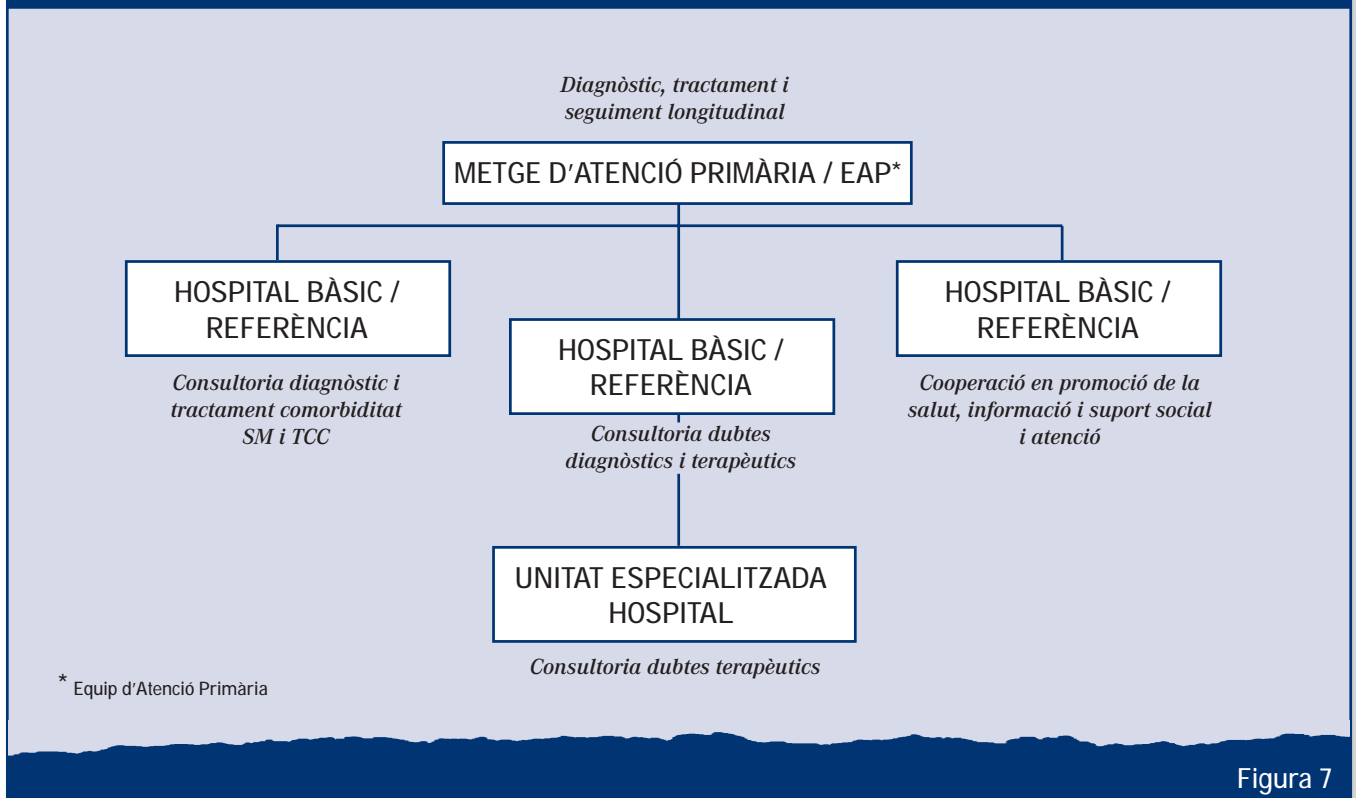 Diagnòstic, tractament i
seguiment longitudinal
METGE D'ATENCIÓ PRIMÀRIA / EAP*
HOSPITAL BÀSIC /
REFERÈNCIA
Consultoria diagnòstic i
tractament comorbiditat
SM i TCC
HOSPITAL BÀSIC /
REFERÈNCIA
Consultoria dubtes
diagnòstics i terapèutics
HOSPITAL BÀSIC /
REFERÈNCIA
Cooperació en promoció de la
salut, informació i suport social
i atenció
UNITAT ESPECIALITZADA
HOSPITAL
Consultoria dubtes terapèutics
* Equip d'Atenció Primària
Figura 7